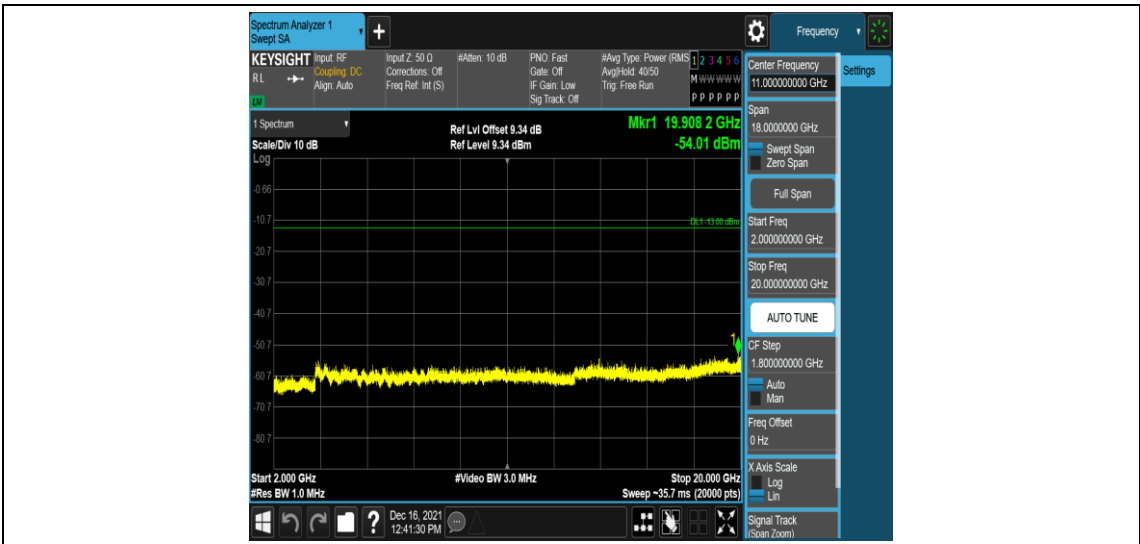 Spectrum Analyzer 1
Swept SA
+
Frequency
KEYSIGHT
RL
LXI
Input: RF
Coupling: DC
Align: Auto
Input Z: 50 Ω
Corrections: Off
Freq Ref: Int (S)
#Atten: 10 dB
PNO: Fast
Gate: Off
IF Gain: Low
Sig Track: Off
#Avg Type: Power (RMS
Avg|Hold: 40/50
Trig: Free Run
1 2 3 4 5 6
M W W W W W
P P P P P P
1 Spectrum
Scale/Div 10 dB
Ref Lvl Offset 9.34 dB
Ref Level 9.34 dBm
Mkr1 19.908 2 GHz
-54.01 dBm
Log
-0.66
-10.7
DL1 -13.00 dBm
-20.7
-30.7
-40.7
-50.7
1
-60.7
-70.7
-80.7
Start 2.000 GHz
#Video BW 3.0 MHz
Stop 20.000 GHz
#Res BW 1.0 MHz
Sweep ~35.7 ms (20000 pts)
?
Dec 16, 2021
12:41:30 PM
Center Frequency
11.000000000 GHz
Settings
Span
18.0000000 GHz
Swept Span
Zero Span
Full Span
Start Freq
2.000000000 GHz
Stop Freq
20.000000000 GHz
AUTO TUNE
CF Step
1.800000000 GHz
Auto
Man
Freq Offset
0 Hz
X Axis Scale
Log
Lin
Signal Track
(Span Zoom)